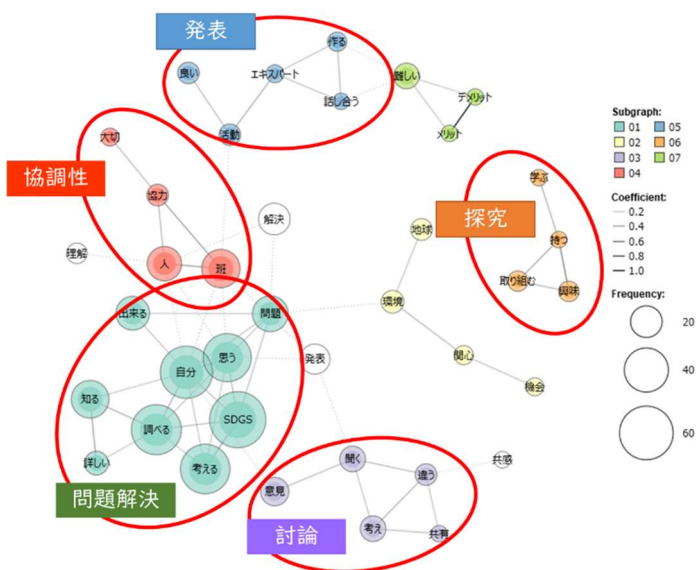 発表
作る
良い
エキスパート
難しい
話し合う
デメリット
活動
メリット
大切
協調性
協力
解決
理解
人
班
学ぶ
探究
持つ
取り組む
興味
地球
環境
関心
機会
出来る
問題
思う
自分
発表
知る
調べる
SDGS
詳しい
考える
問題解決
聞く
違う
共感
意見
考え
共有
討論
Subgraph:
01 05
02 06
03 07
04
Coefficient:
0.2
0.4
0.6
0.8
1.0
Frequency:
20
40
60